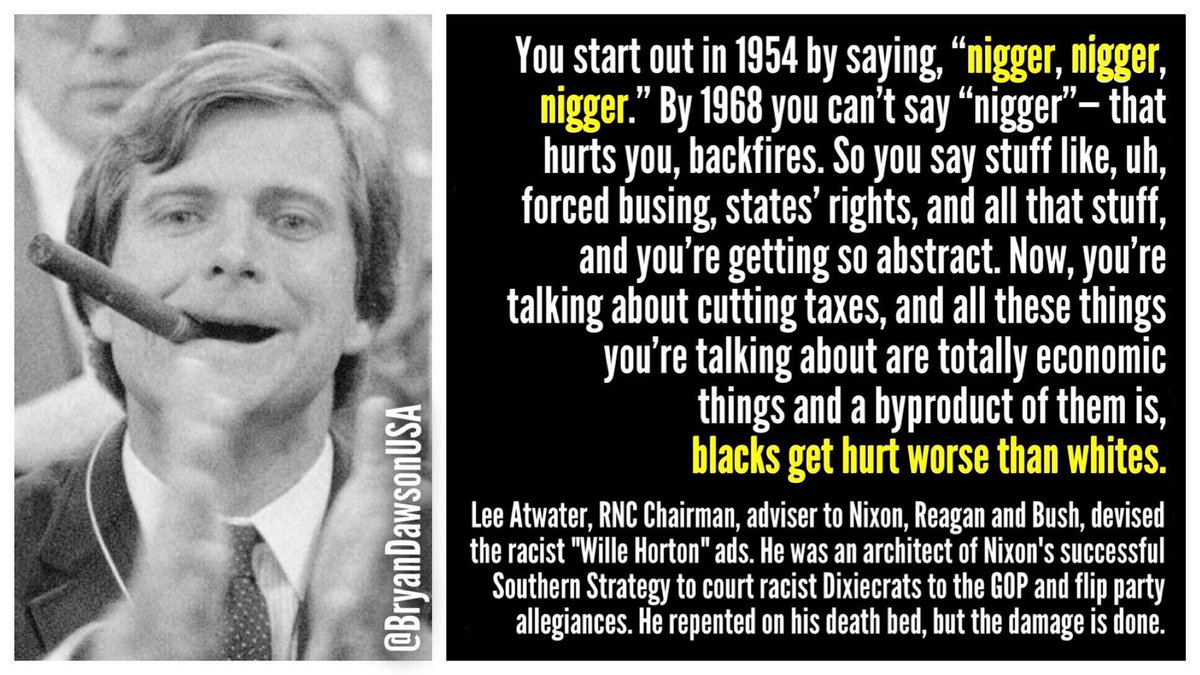 You start out in 1954 by saying, “nigger, nigger,
nigger.” By 1968 you can’t say “nigger”– that
hurts you, backfires. So you say stuff like, uh,
forced busing, states’ rights, and all that stuff,
and you’re getting so abstract. Now, you’re
talking about cutting taxes, and all these things
you’re talking about are totally economic
things and a byproduct of them is,
blacks get hurt worse than whites.
Lee Atwater, RNC Chairman, adviser to Nixon, Reagan and Bush, devised
the racist "Wille Horton" ads. He was an architect of Nixon's successful
Southern Strategy to court racist Dixiecrats to the GOP and flip party
allegiances. He repented on his death bed, but the damage is done.
@BryanDawsonUSA